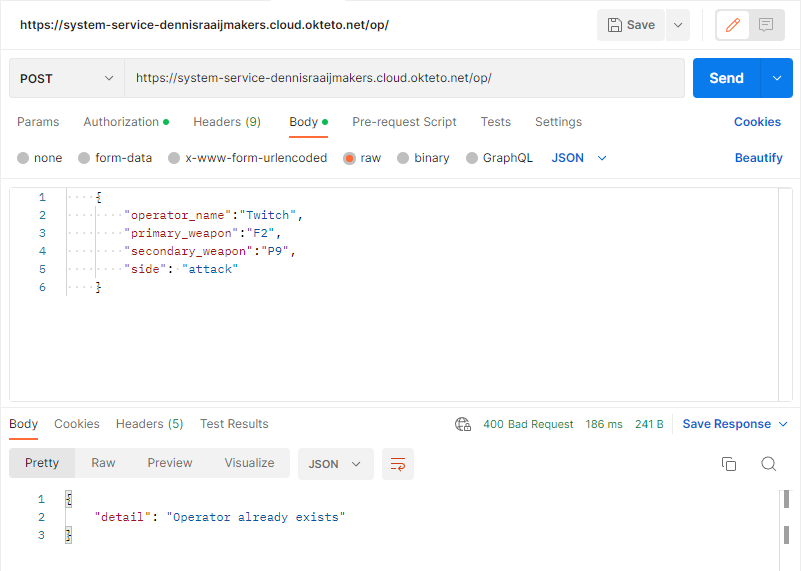 https://system-service-dennisraaijmakers.cloud.okteto.net/op/ Save
POST https://system-service-dennisraaijmakers.cloud.okteto.net/op/ Send
Params Authorization Headers (9) Body Pre-request Script Tests Settings Cookies
none form-data x-www-form-urlencoded raw binary GraphQL JSON Beautify
1 {
2 "operator_name":"Twitch",
3 "primary_weapon":"F2",
4 "secondary_weapon":"P9",
5 "side": "attack"
6 }
Body Cookies Headers (5) Test Results 400 Bad Request 186 ms 241 B Save Response
Pretty Raw Preview Visualize JSON
1 {
2 "detail": "Operator already exists"
3 }